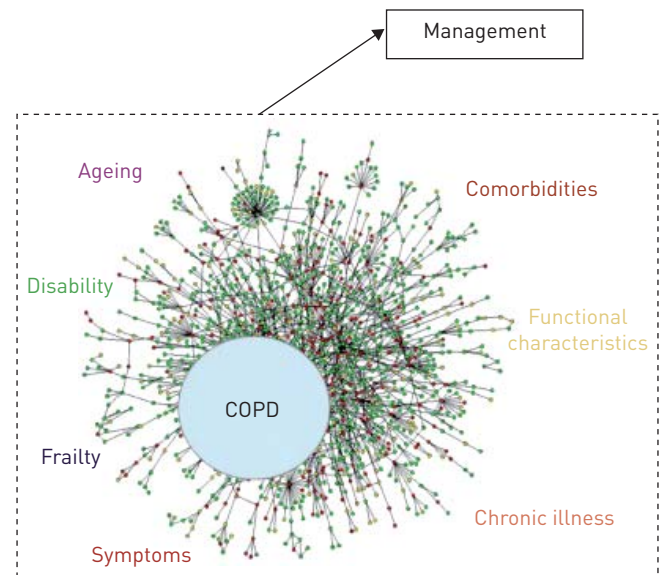 Management
Ageing
Comorbidities
Disability
Functional
characteristics
COPD
Frailty
Chronic illness
Symptoms